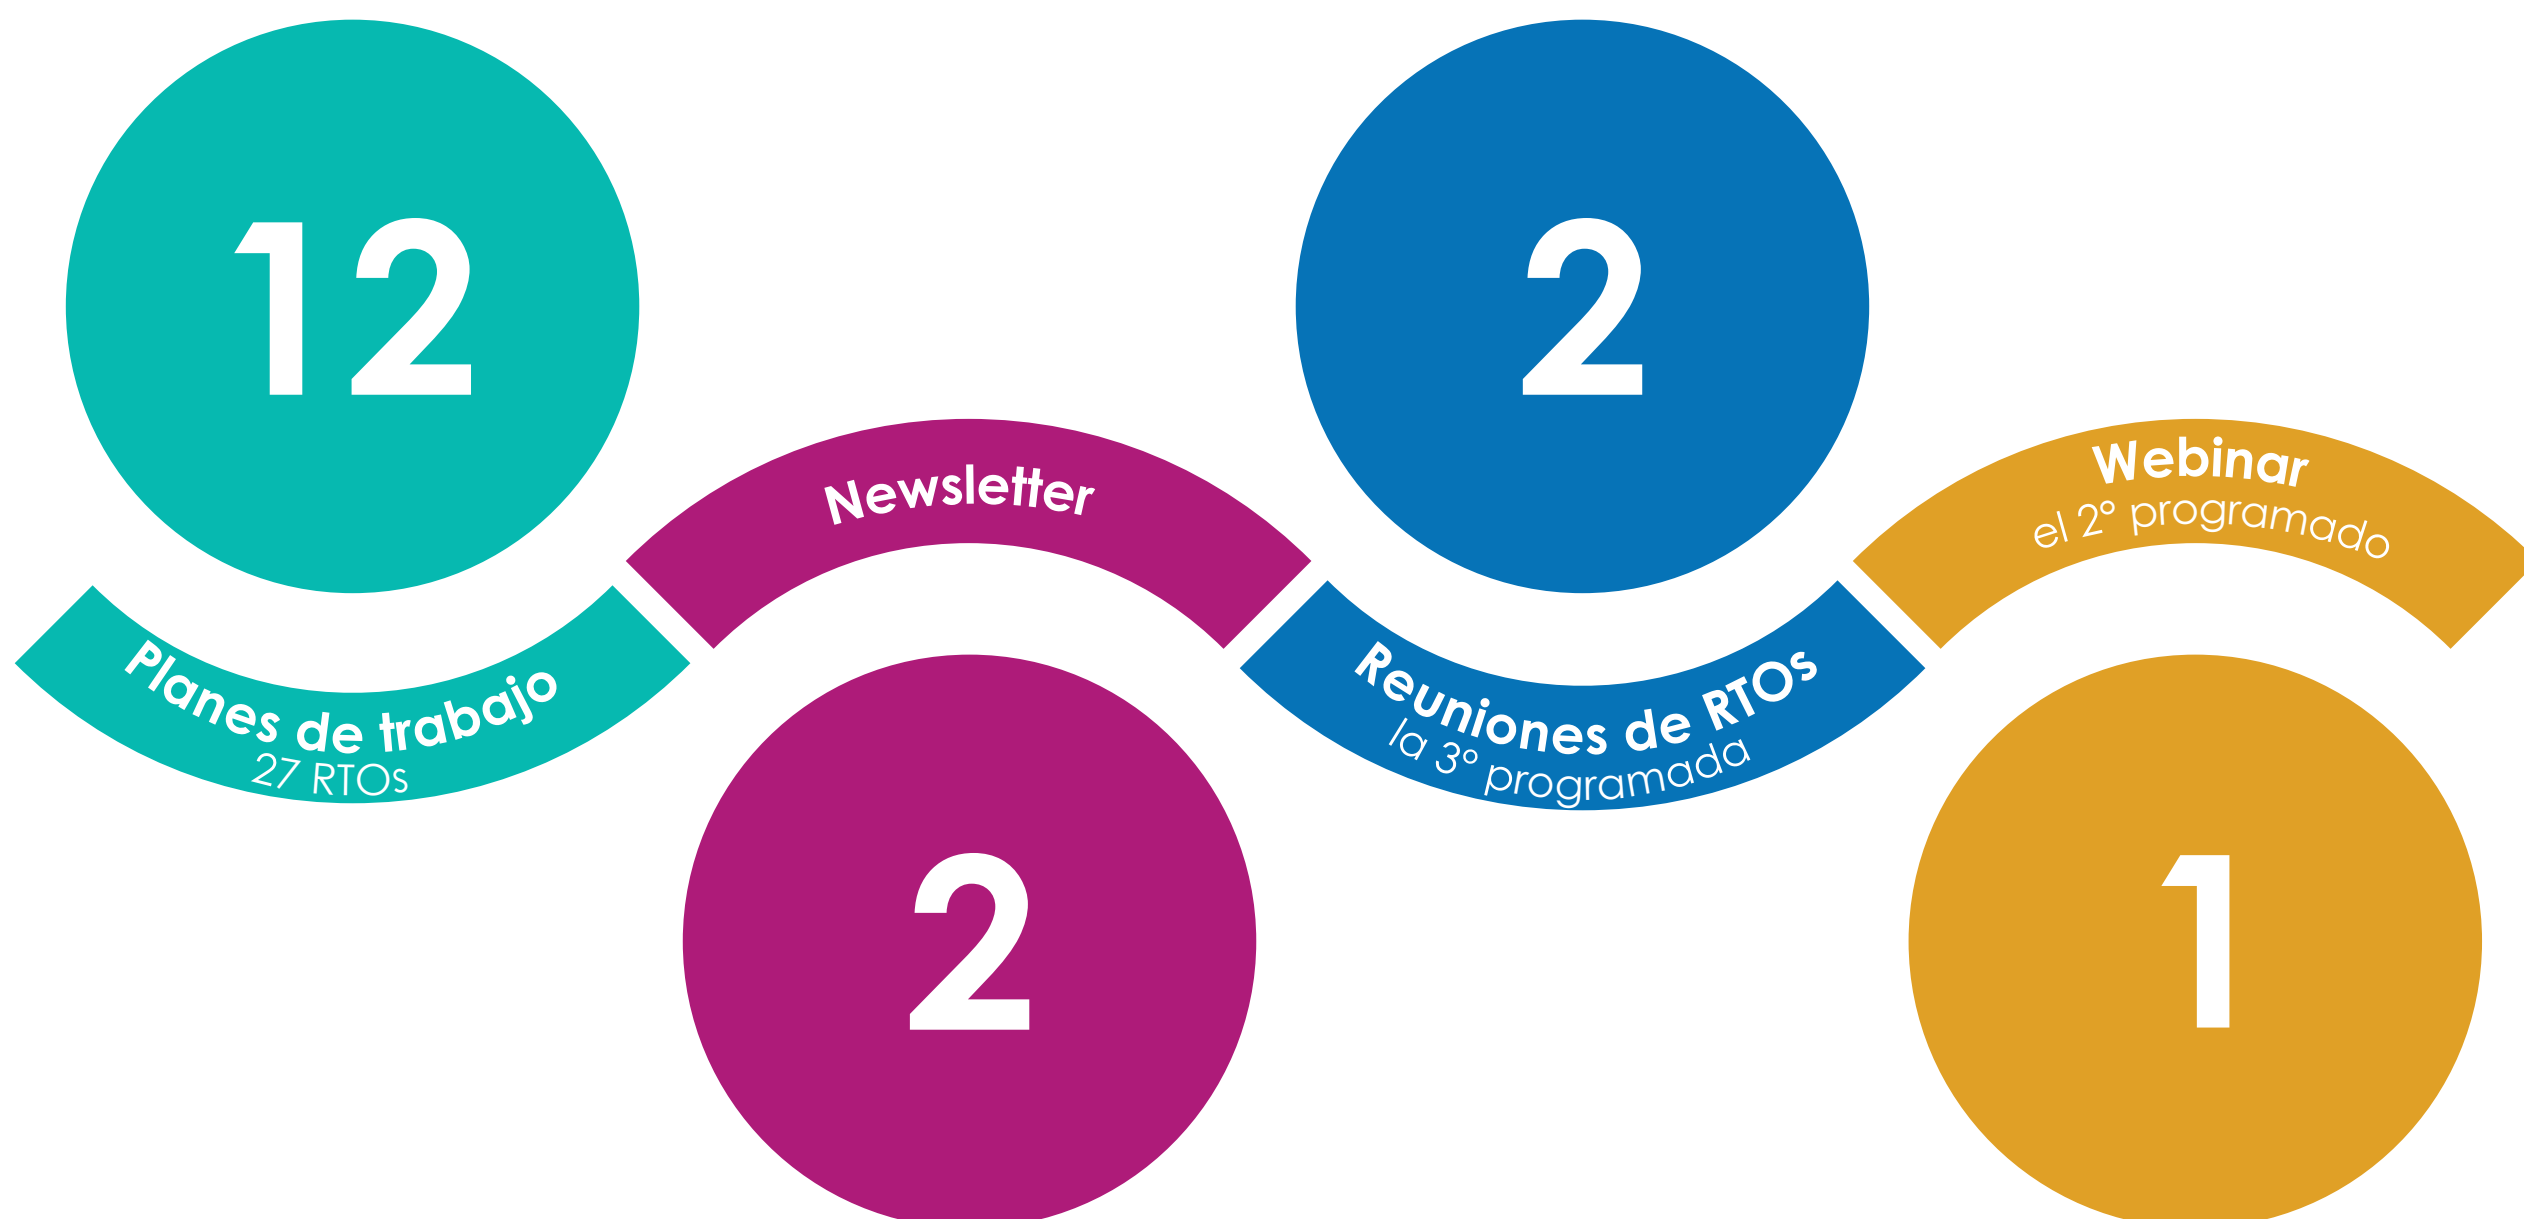 12
Planes de trabajo
27 RTOs
Newsletter
2
2
Reuniones de RTOs
la 3º programada
Webinar
el 2º programado
1